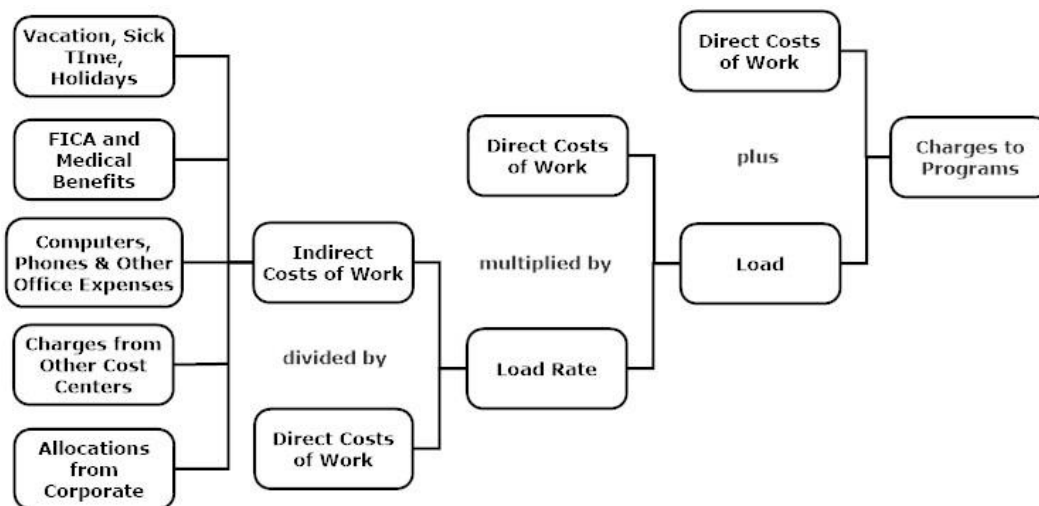 Vacation, Sick
TIme,
Holidays
FICA and
Medical
Benefits
Computers,
Phones & Other
Office Expenses
Charges from
Other Cost
Centers
Allocations
from
Corporate
Indirect
Costs of Work
divided by
Direct Costs
of Work
Direct Costs
of Work
multiplied by
Load Rate
Direct Costs
of Work
plus
Load
Charges to
Programs